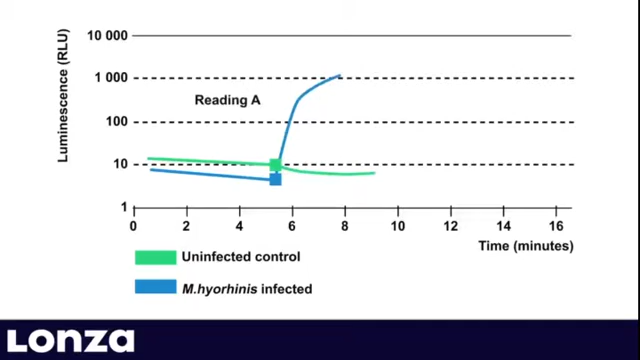 Luminescence (RLU)
10 000
1 000
100
10
1
Reading A
0 2 4 6 8 10 12 14 16
Time (minutes)
Uninfected control
M.hyorhinis infected
Lonza